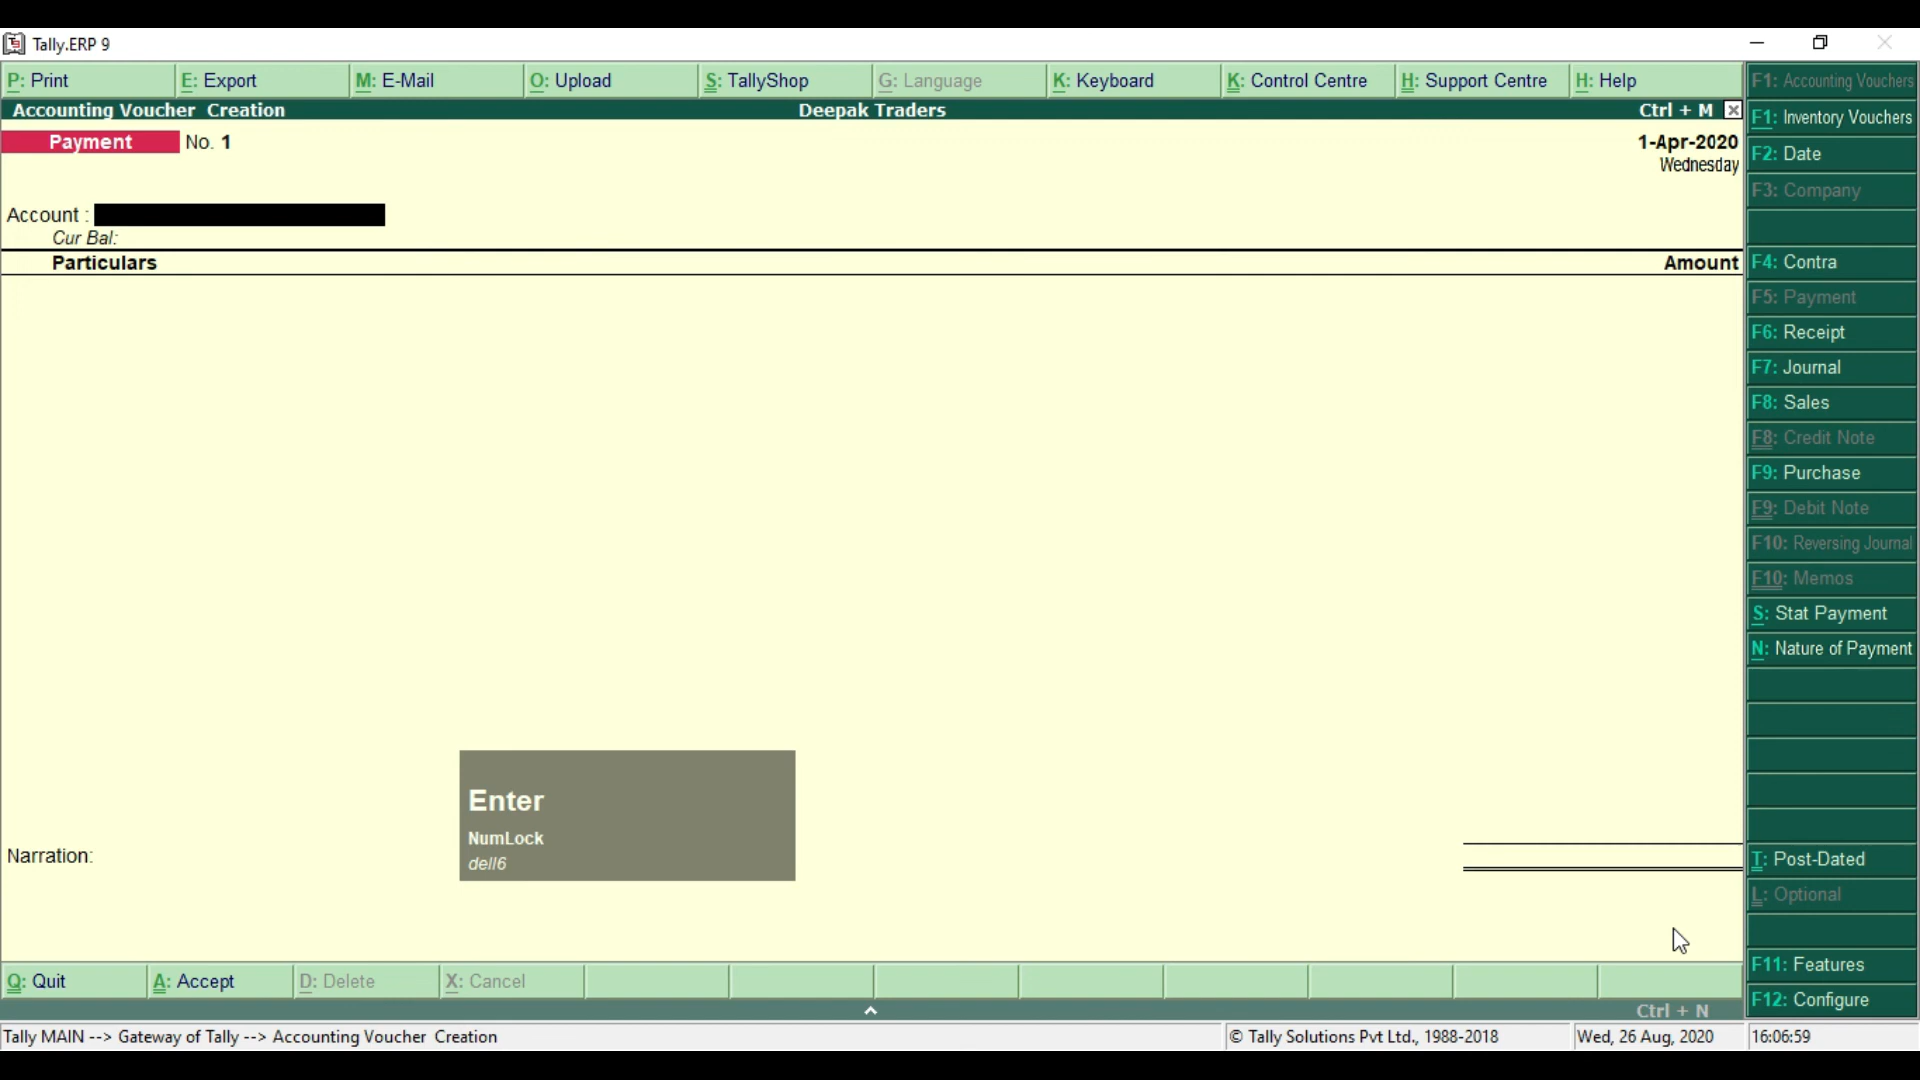 Tally.ERP 9
P: Print E: Export M: E-Mail O: Upload S: TallyShop G: Language K: Keyboard K: Control Centre H: Support Centre H: Help
Accounting Voucher Creation Deepak Traders Ctrl + M
Payment No. 1 1-Apr-2020
Wednesday
Account :
Cur Bal:
Particulars Amount
Enter
NumLock
dell6
Narration:
Q: Quit A: Accept D: Delete X: Cancel
Ctrl + N
F1: Accounting Vouchers
F1: Inventory Vouchers
F2: Date
F3: Company
F4: Contra
F5: Payment
F6: Receipt
F7: Journal
F8: Sales
F8: Credit Note
F9: Purchase
F9: Debit Note
F10: Reversing Journal
F10: Memos
S: Stat Payment
N: Nature of Payment
T: Post-Dated
L: Optional
F11: Features
F12: Configure
Tally MAIN --> Gateway of Tally --> Accounting Voucher Creation © Tally Solutions Pvt Ltd., 1988-2018 Wed, 26 Aug, 2020 16:06:59